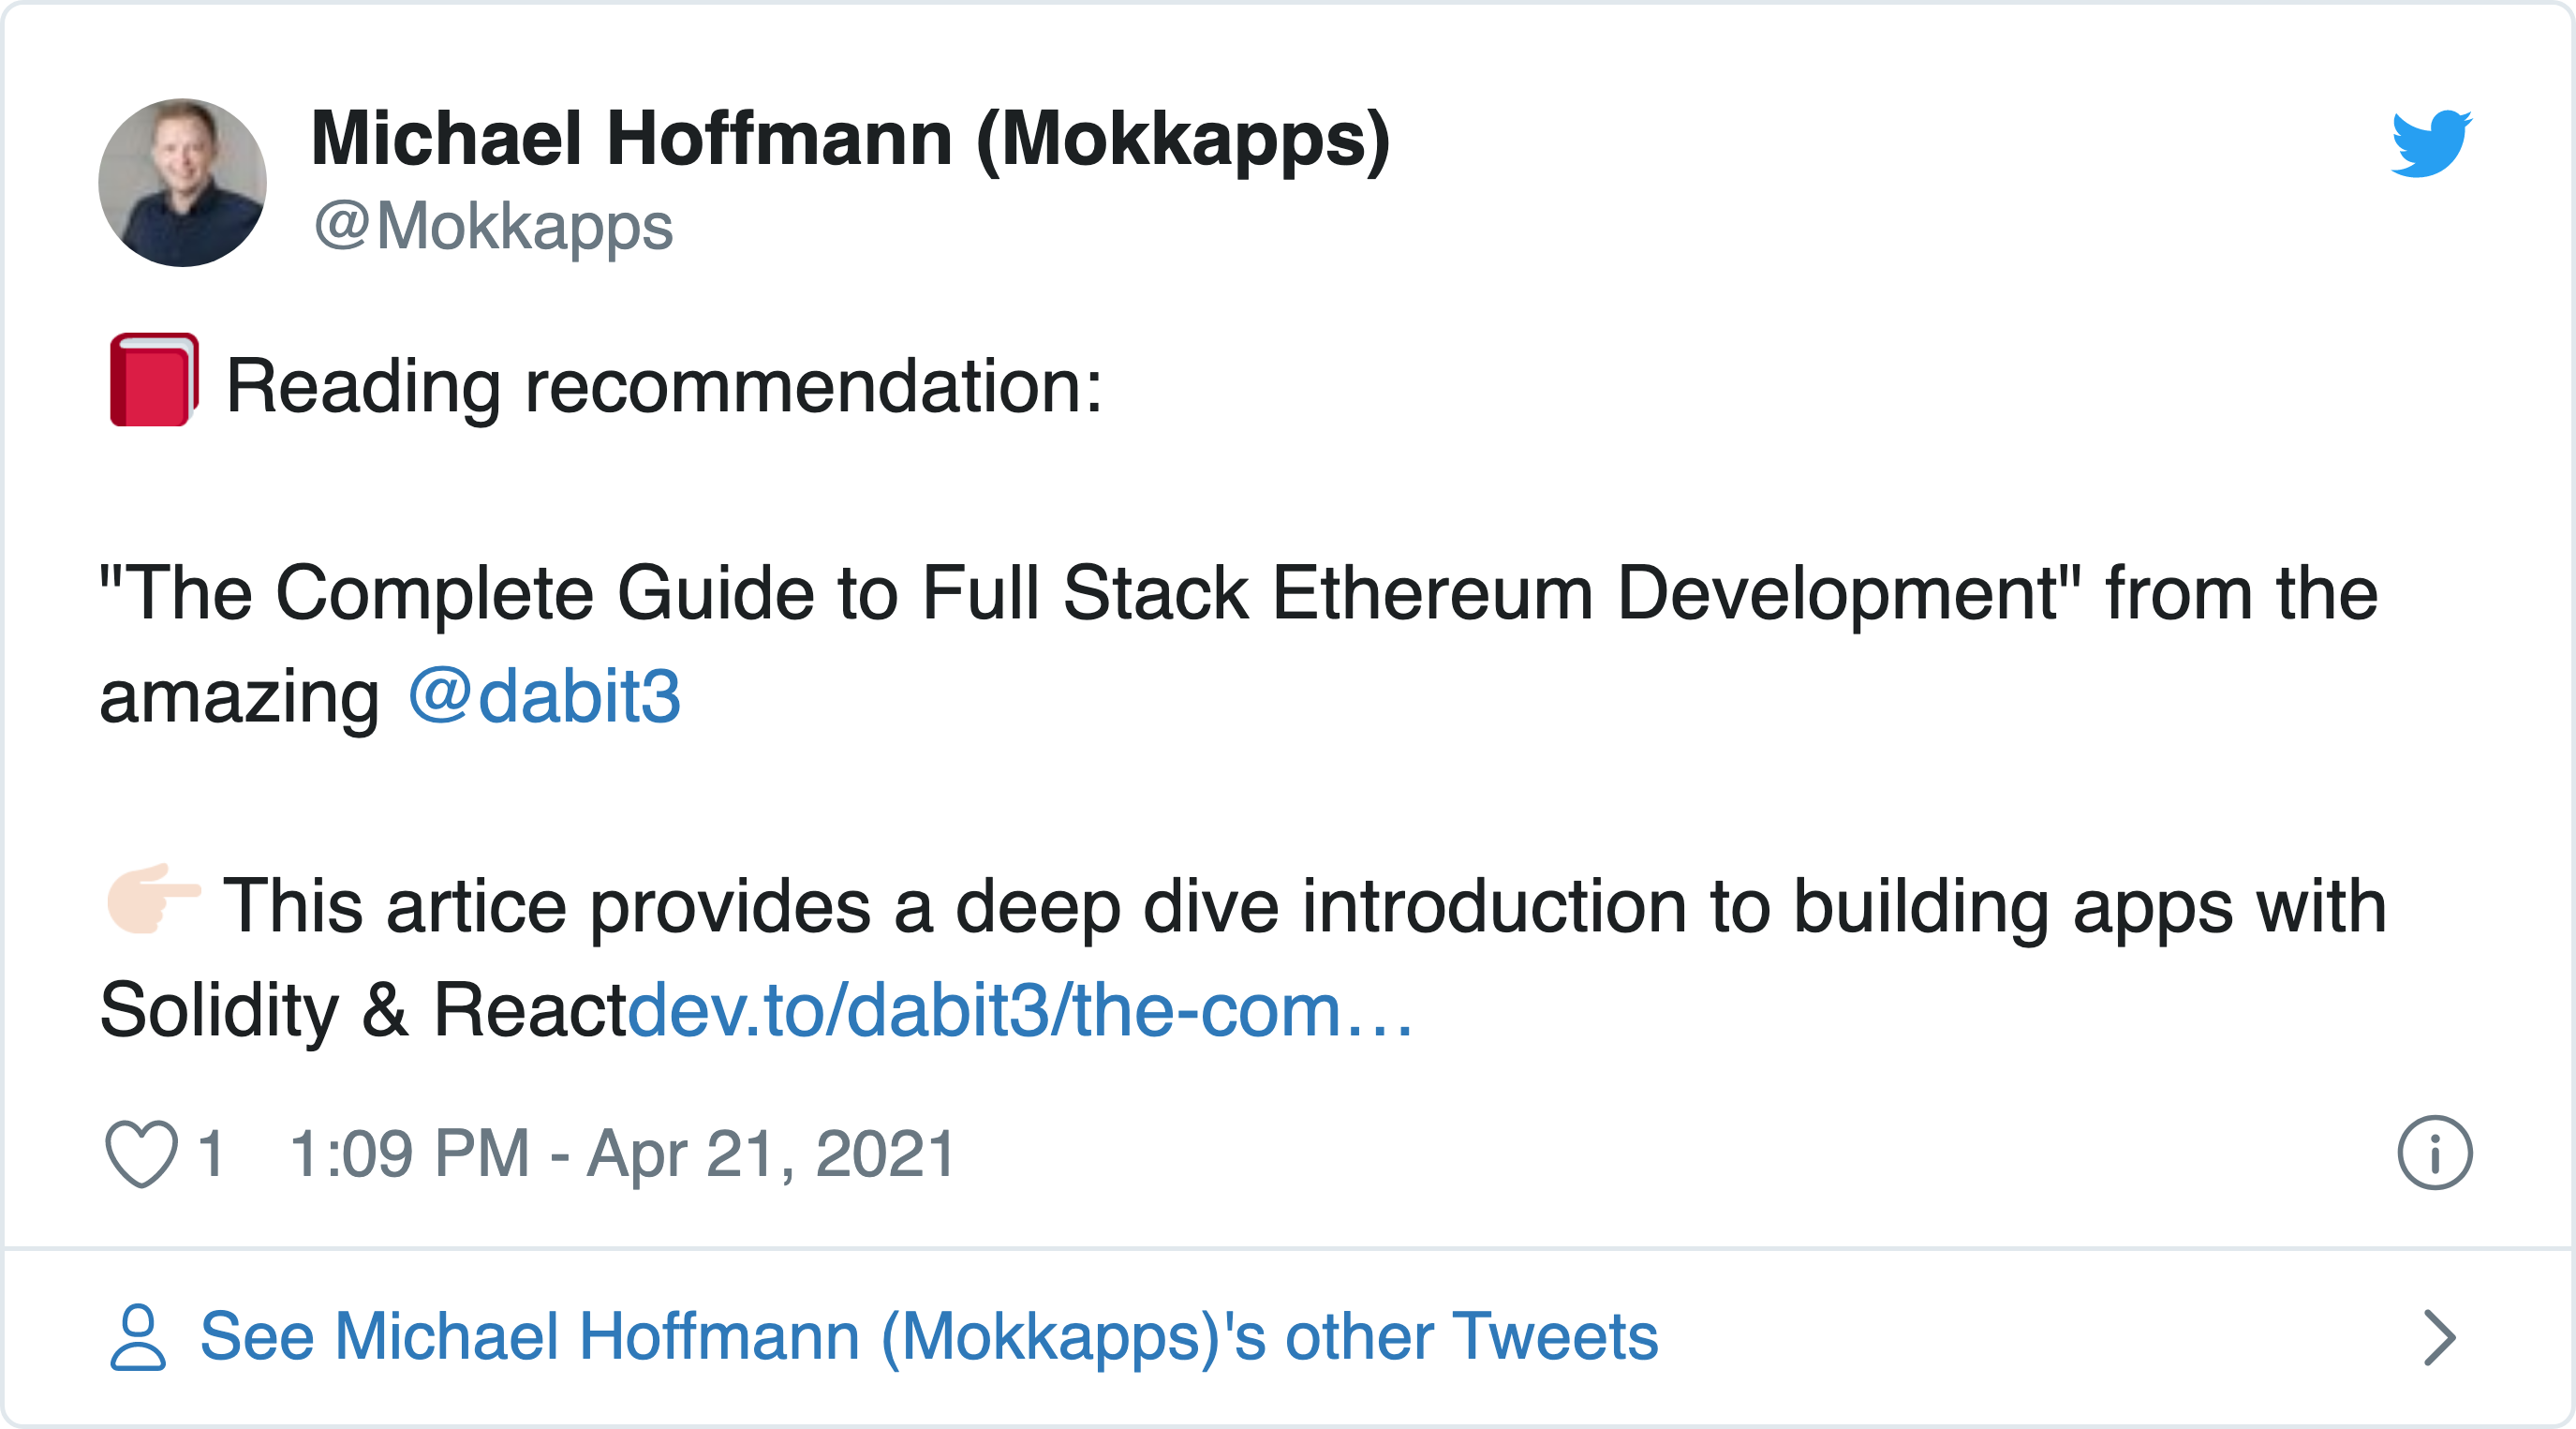 Michael Hoffmann (Mokkapps)
@Mokkapps
📕 Reading recommendation:
"The Complete Guide to Full Stack Ethereum Development" from the
amazing @dabit3
👉🏻 This artice provides a deep dive introduction to building apps with
Solidity & Reactdev.to/dabit3/the-com…
1 1:09 PM - Apr 21, 2021
See Michael Hoffmann (Mokkapps)'s other Tweets